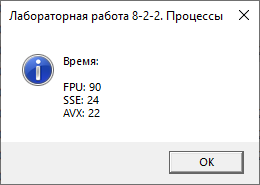 Лабораторная работа 8-2-2. Процессы
Время:
FPU: 90
SSE: 24
AVX: 22
OK